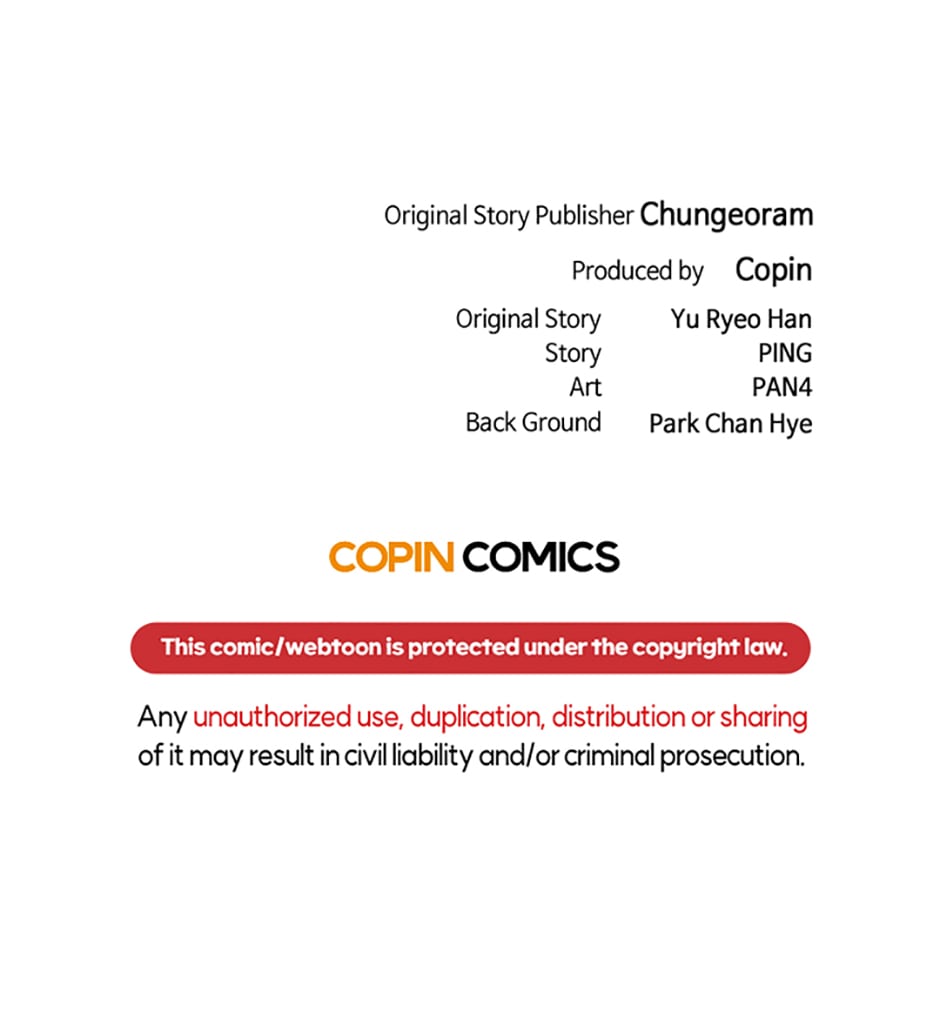 Original Story Publisher Chungeoram
Produced by Copin
Original Story Yu Ryeo Han
Story PING
Art PAN4
Back Ground Park Chan Hye
COPIN COMICS
This comic/webtoon is protected under the copyright law.
Any unauthorized use, duplication, distribution or sharing
of it may result in civil liability and/or criminal prosecution.